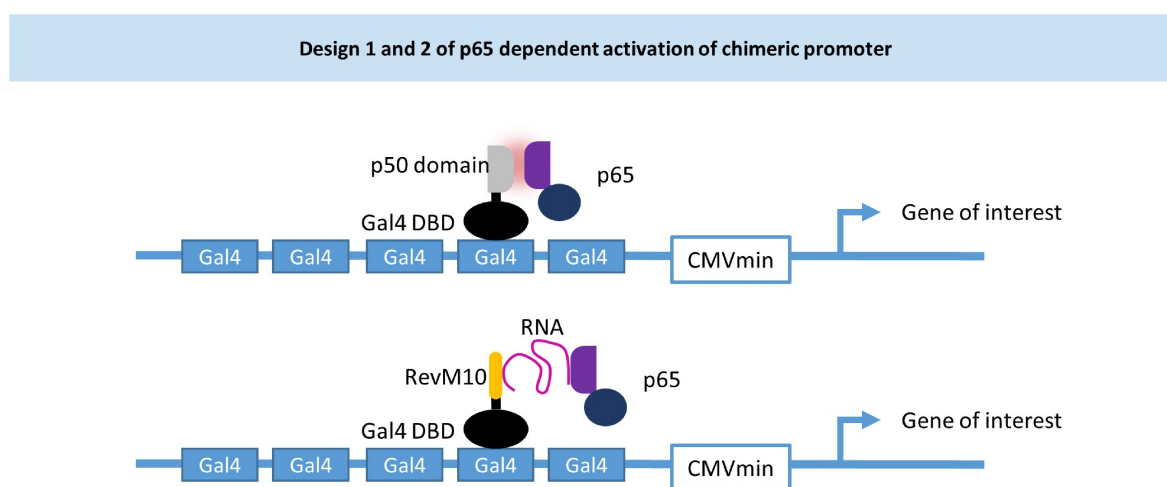 Design 1 and 2 of p65 dependent activation of chimeric promoter
p50 domain
p65
Gal4 DBD
Gene of interest
Gal4 Gal4 Gal4 Gal4 Gal4
CMVmin
RNA
RevM10
p65
Gal4 DBD
Gene of interest
Gal4 Gal4 Gal4 Gal4 Gal4
CMVmin